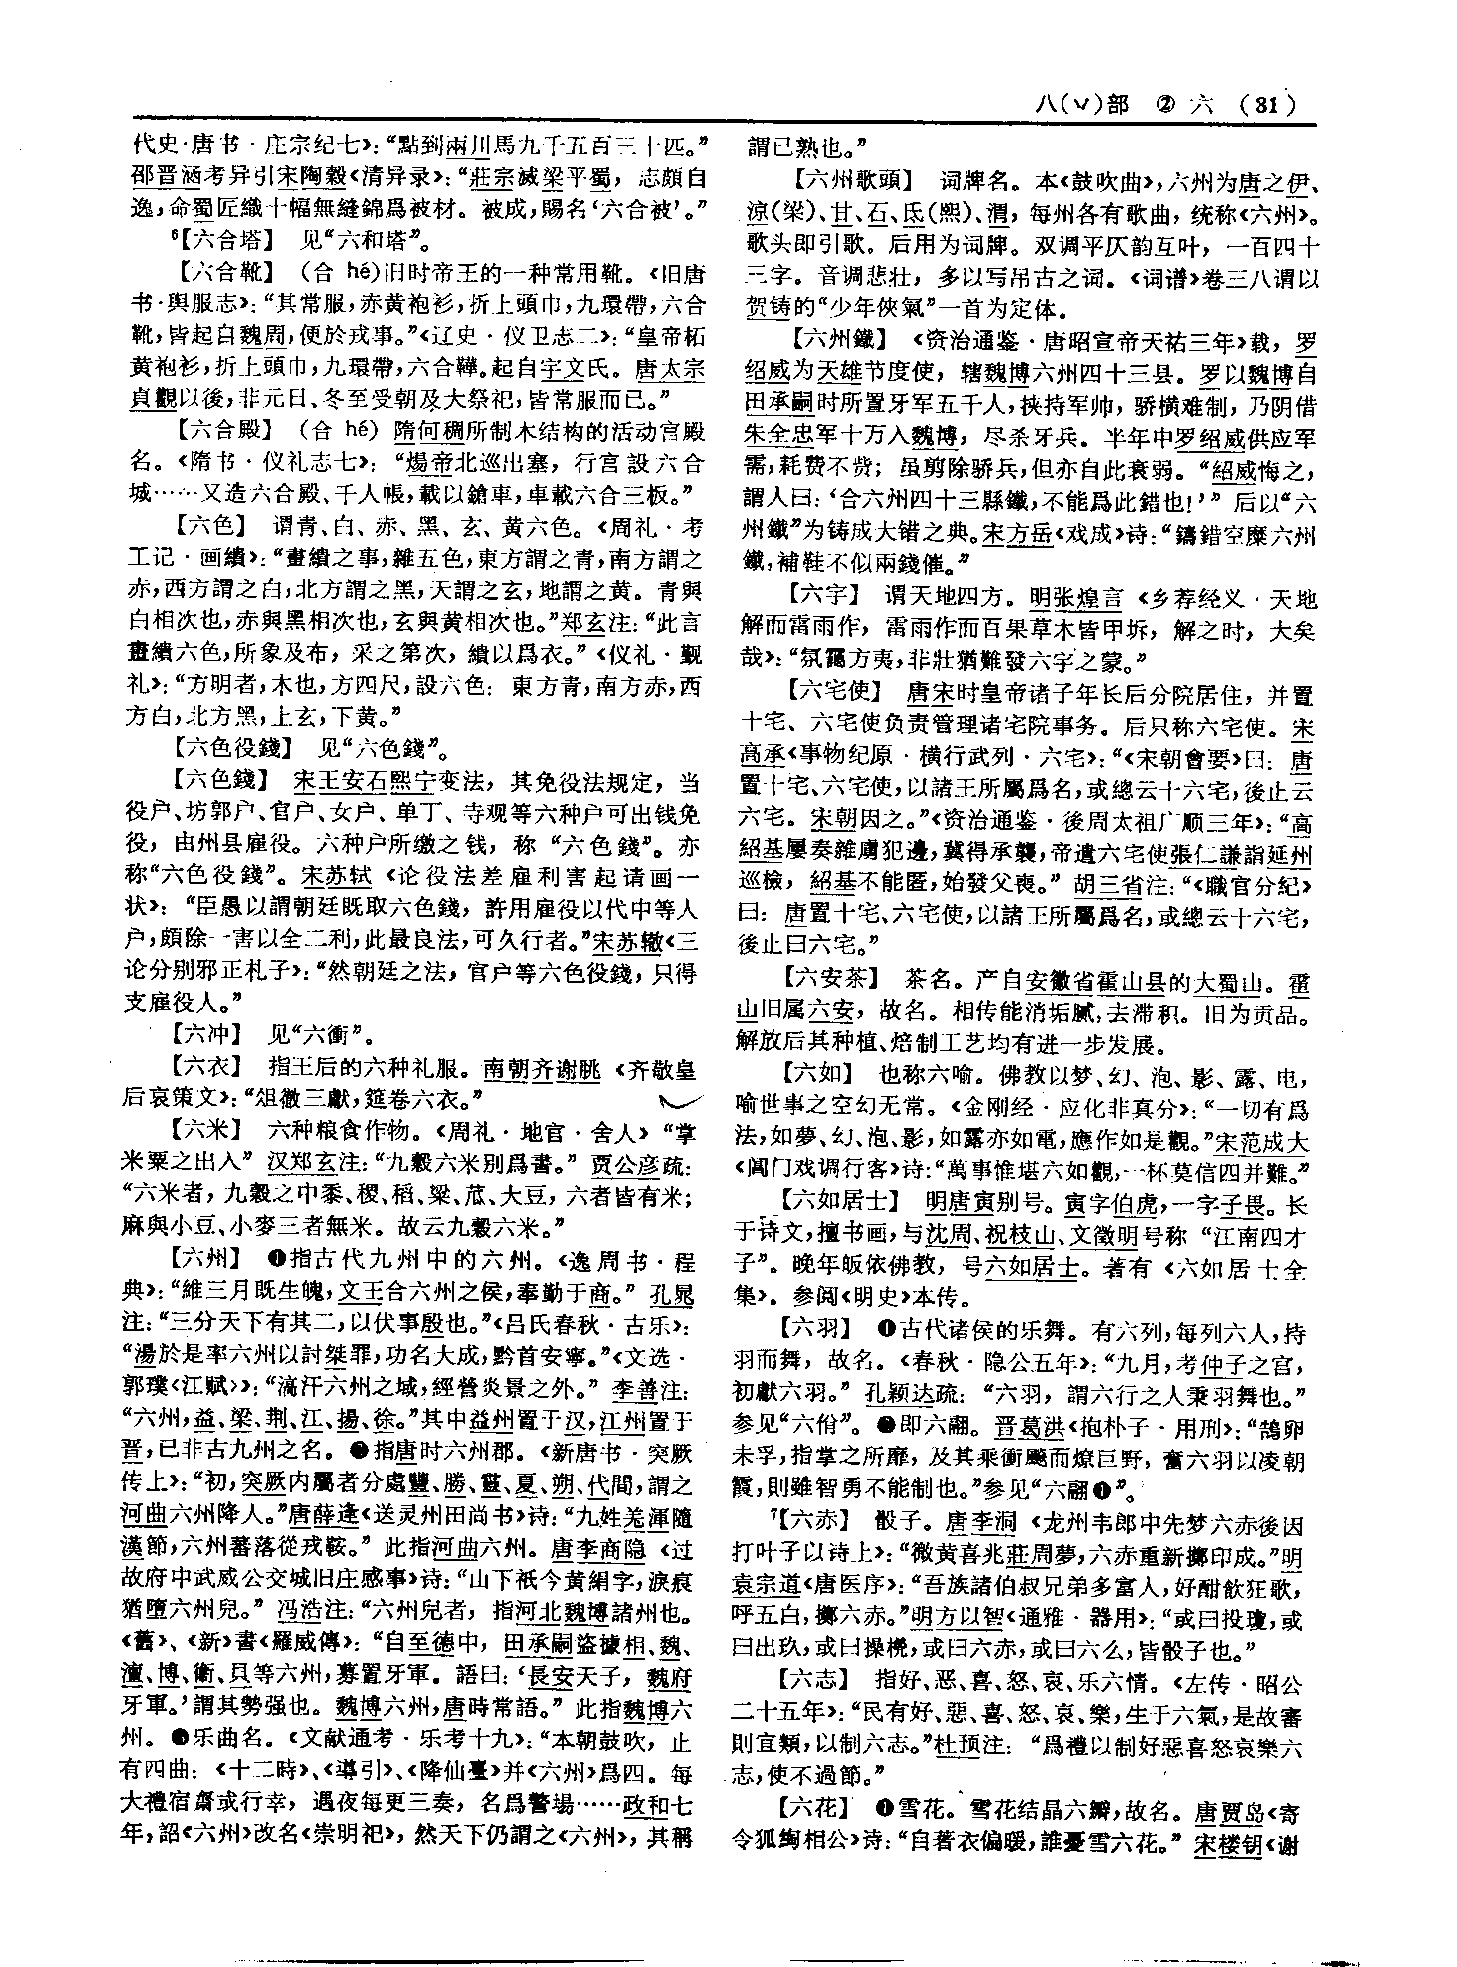 八(丷)部 ② 六 (81)
代史·唐书·庄宗纪七》：“點到兩川馬九千五百三十匹。”
邵晋涵考异引宋陶穀《清异录》：“莊宗滅梁平蜀，志頗自
逸，命蜀匠織十幅無縫錦爲被材。被成，賜名‘六合被’。”
⁶【六合塔】 见“六和塔”。
【六合靴】 (合 hé)旧时帝王的一种常用靴。《旧唐
书·舆服志》：“其常服，赤黄袍衫，折上頭巾，九環帶，六合
靴，皆起自魏周，便於戎事。”《辽史·仪卫志二》：“皇帝柘
黄袍衫，折上頭巾，九環帶，六合鞾。起自宇文氏。唐太宗
貞觀以後，非元日、冬至受朝及大祭祀，皆常服而已。”
【六合殿】 (合 hé) 隋何稠所制木结构的活动宫殿
名。《隋书·仪礼志七》：“煬帝北巡出塞，行宫設六合
城……又造六合殿、千人帳，載以鎗車，車載六合三板。”
【六色】 谓青、白、赤、黑、玄、黄六色。《周礼·考
工记·画缋》：“畫缋之事，雜五色，東方謂之青，南方謂之
赤，西方謂之白，北方謂之黑，天謂之玄，地謂之黄。青與
白相次也，赤與黑相次也，玄與黄相次也。”郑玄注：“此言
畫繢六色，所象及布，采之第次，繢以爲衣。”《仪礼·觐
礼》：“方明者，木也，方四尺，設六色：東方青，南方赤，西
方白，北方黑，上玄，下黄。”
【六色役錢】 见“六色錢”。
【六色錢】 宋王安石熙宁变法，其免役法规定，当
役户、坊郭户、官户、女户、单丁、寺观等六种户可出钱免
役，由州县雇役。六种户所缴之钱，称“六色錢”。亦
称“六色役錢”。宋苏轼《论役法差雇利害起请画一
状》：“臣愚以謂朝廷既取六色錢，許用雇役以代中等人
户，頗除一害以全二利，此最良法，可久行者。”宋苏辙《三
论分别邪正札子》：“然朝廷之法，官户等六色役錢，只得
支雇役人。”
【六冲】 见“六衝”。
【六衣】 指王后的六种礼服。南朝齐谢朓《齐敬皇
后哀策文》：“俎徹三獻，筵卷六衣。”
【六米】 六种粮食作物。《周礼·地官·舍人》“掌
米粟之出入” 汉郑玄注：“九穀六米别爲書。” 贾公彦疏：
“六米者，九穀之中黍、稷、稻、粱、苽、大豆，六者皆有米；
麻與小豆、小麥三者無米。故云九穀六米。”
【六州】 ❶指古代九州中的六州。《逸周书·程
典》：“維三月既生魄，文王合六州之侯，奉勤于商。” 孔晁
注：“三分天下有其二，以伏事殷也。”《吕氏春秋·古乐》：
“湯於是率六州以討桀罪，功名大成，黔首安寧。”《文选·
郭璞〈江赋〉》：“滈汗六州之域，經營炎景之外。” 李善注：
“六州，益、梁、荆、江、揚、徐。”其中益州置于汉，江州置于
晋，已非古九州之名。❷指唐时六州郡。《新唐书·突厥
传上》：“初，突厥内屬者分處豐、勝、靈、夏、朔、代間，謂之
河曲六州降人。”唐薛逢《送灵州田尚书》诗：“九姓羌渾隨
漢節，六州蕃落從戎鞍。” 此指河曲六州。唐李商隐《过
故府中武威公交城旧庄感事》诗：“山下祇今黄絹字，淚痕
猶墮六州兒。” 冯浩注：“六州兒者，指河北魏博諸州也。
《舊》、《新》書《羅威傳》：“自至德中，田承嗣盜據相、魏、
澶、博、衛、貝等六州，募置牙軍。語曰：‘長安天子，魏府
牙軍。’謂其勢强也。魏博六州，唐時常語。” 此指魏博六
州。❸乐曲名。《文献通考·乐考十九》：“本朝鼓吹，止
有四曲：《十二時》、《導引》、《降仙臺》并《六州》爲四。每
大禮宿齋或行幸，遇夜每更三奏，名爲警場……政和七
年，詔《六州》改名《崇明祀》，然天下仍謂之《六州》，其稱
謂已熟也。”
【六州歌頭】 词牌名。本《鼓吹曲》，六州为唐之伊、
涼(梁)、甘、石、氐(熙)、渭，每州各有歌曲，统称《六州》。
歌头即引歌。后用为词牌。双调平仄韵互叶，一百四十
三字。音调悲壮，多以写吊古之词。《词谱》卷三八谓以
贺铸的“少年俠氣”一首为定体。
【六州鐵】 《资治通鉴·唐昭宣帝天祐三年》载，罗
绍威为天雄节度使，辖魏博六州四十三县。罗以魏博自
田承嗣时所置牙军五千人，挟持军帅，骄横难制，乃阴借
朱全忠军十万入魏博，尽杀牙兵。半年中罗绍威供应军
需，耗费不赀；虽剪除骄兵，但亦自此衰弱。“紹威悔之，
謂人曰：‘合六州四十三縣鐵，不能爲此錯也！’” 后以“六
州鐵”为铸成大错之典。宋方岳《戏成》诗：“鑄錯空糜六州
鐵，補鞋不似兩錢催。”
【六宇】 谓天地四方。明张煌言《乡荐经义·天地
解而雷雨作，雷雨作而百果草木皆甲坼，解之时，大矣
哉》：“氛靄方夷，非壯猶難發六宇之蒙。”
【六宅使】 唐宋时皇帝诸子年长后分院居住，并置
十宅、六宅使负责管理诸宅院事务。后只称六宅使。宋
高承《事物纪原·横行武列·六宅》：“《宋朝會要》曰：唐
置十宅、六宅使，以諸王所屬爲名，或總云十六宅，後止云
六宅。宋朝因之。”《资治通鉴·後周太祖广顺三年》：“高
紹基屢奏雜虜犯邊，冀得承襲，帝遣六宅使張仁謙詣延州
巡檢，紹基不能匿，始發父喪。” 胡三省注：“《職官分紀》
曰：唐置十宅、六宅使，以諸王所屬爲名，或總云十六宅，
後止曰六宅。”
【六安茶】 茶名。产自安徽省霍山县的大蜀山。霍
山旧属六安，故名。相传能消垢腻，去滞积。旧为贡品。
解放后其种植、焙制工艺均有进一步发展。
【六如】 也称六喻。佛教以梦、幻、泡、影、露、电，
喻世事之空幻无常。《金刚经·应化非真分》：“一切有爲
法，如夢、幻、泡、影，如露亦如電，應作如是觀。”宋范成大
《阊门戏调行客》诗：“萬事惟堪六如觀，一杯莫信四并難。”
【六如居士】 明唐寅别号。寅字伯虎，一字子畏。长
于诗文，擅书画，与沈周、祝枝山、文徵明号称“江南四才
子”。晚年皈依佛教，号六如居士。著有《六如居士全
集》。参阅《明史》本传。
【六羽】 ❶古代诸侯的乐舞。有六列，每列六人，持
羽而舞，故名。《春秋·隐公五年》：“九月，考仲子之宫，
初獻六羽。” 孔颖达疏：“六羽，謂六行之人秉羽舞也。”
参见“六佾”。❷即六翮。晋葛洪《抱朴子·用刑》：“鵠卵
未孚，指掌之所靡，及其乘衝飈而燎巨野，奮六羽以凌朝
霞，則雖智勇不能制也。”参见“六翮❶”。
⁷【六赤】 骰子。唐李洞《龙州韦郎中先梦六赤後因
打叶子以诗上》：“微黄喜兆莊周夢，六赤重新擲印成。”明
袁宗道《唐医序》：“吾族諸伯叔兄弟多富人，好酣飲狂歌，
呼五白，擲六赤。”明方以智《通雅·器用》：“或曰投瓊，或
曰出玖，或曰操梡，或曰六赤，或曰六么，皆骰子也。”
【六志】 指好、恶、喜、怒、哀、乐六情。《左传·昭公
二十五年》：“民有好、惡、喜、怒、哀、樂，生于六氣，是故審
則宜類，以制六志。”杜预注：“爲禮以制好惡喜怒哀樂六
志，使不過節。”
【六花】 ❶雪花。雪花结晶六瓣，故名。唐贾岛《寄
令狐綯相公》诗：“自著衣偏暖，誰憂雪六花。” 宋楼钥《谢